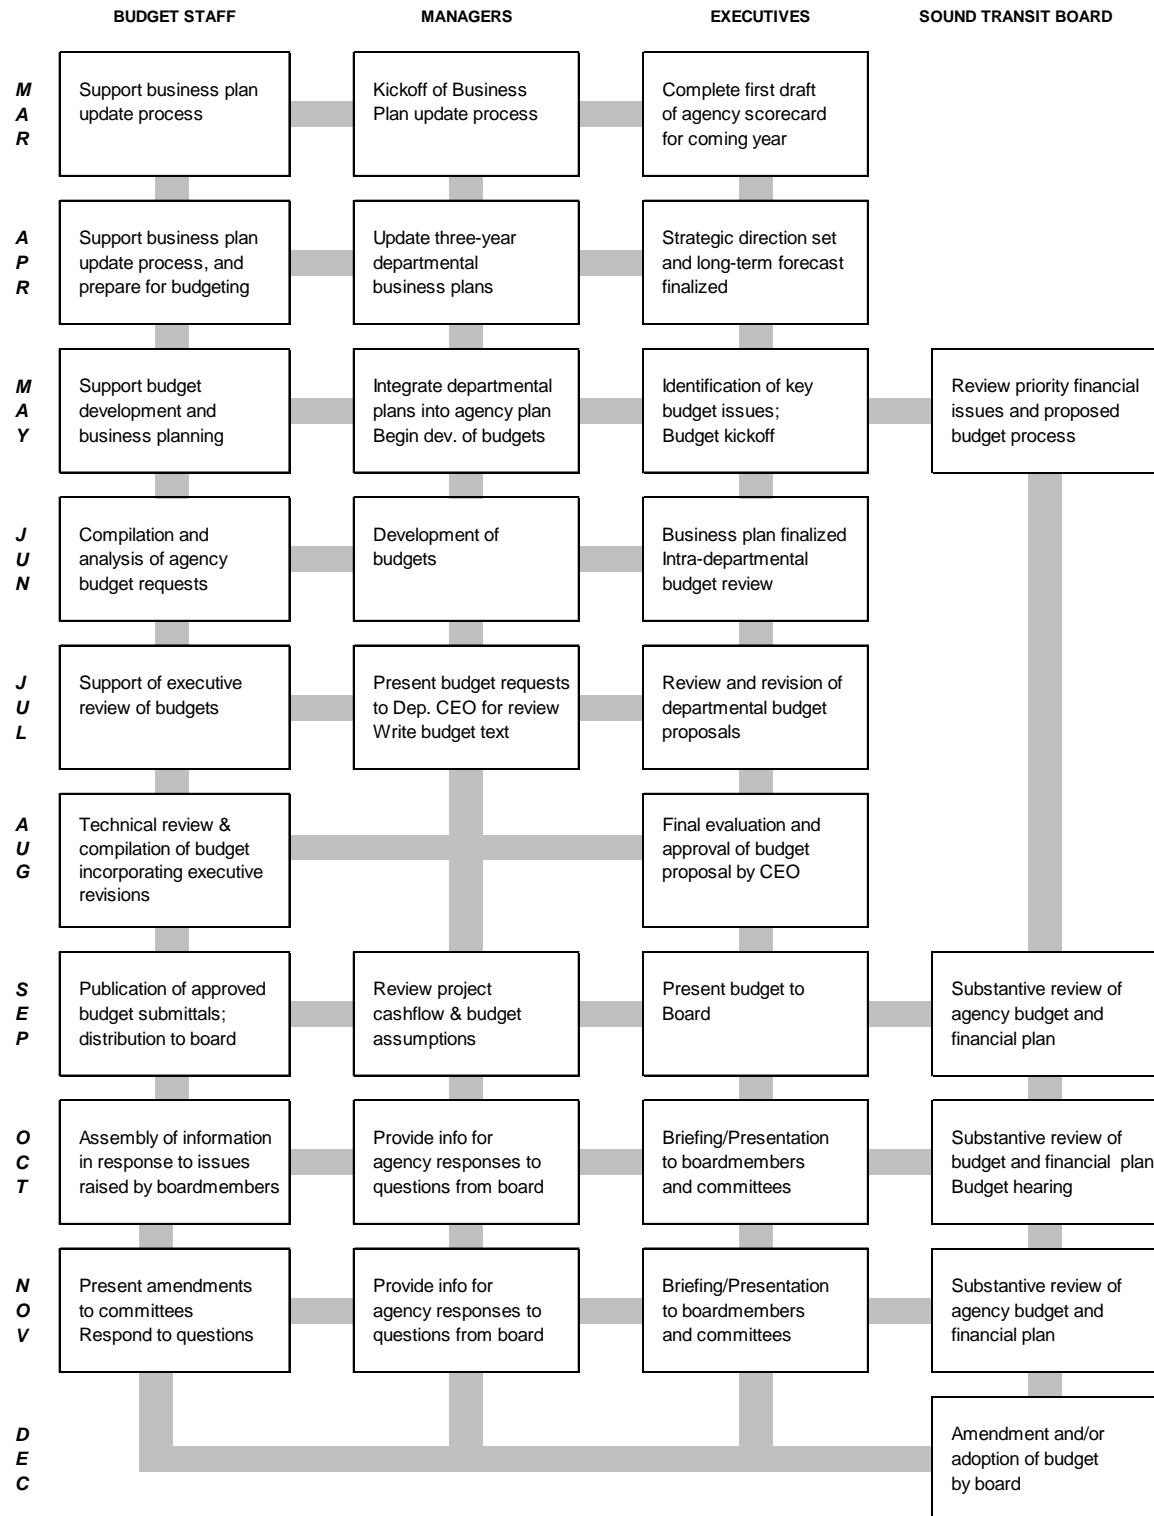 BUDGET STAFF
MANAGERS
EXECUTIVES
SOUND TRANSIT BOARD
M
A
R
Support business plan
update process
Kickoff of Business
Plan update process
Complete first draft
of agency scorecard
for coming year
A
P
R
Support business plan
update process, and
prepare for budgeting
Update three-year
departmental
business plans
Strategic direction set
and long-term forecast
finalized
M
A
Y
Support budget
development and
business planning
Integrate departmental
plans into agency plan
Begin dev. of budgets
Identification of key
budget issues;
Budget kickoff
Review priority financial
issues and proposed
budget process
J
U
N
Compilation and
analysis of agency
budget requests
Development of
budgets
Business plan finalized
Intra-departmental
budget review
J
U
L
Support of executive
review of budgets
Present budget requests
to Dep. CEO for review
Write budget text
Review and revision of
departmental budget
proposals
A
U
G
Technical review &
compilation of budget
incorporating executive
revisions
Final evaluation and
approval of budget
proposal by CEO
S
E
P
Publication of approved
budget submittals;
distribution to board
Review project
cashflow & budget
assumptions
Present budget to
Board
Substantive review of
agency budget and
financial plan
O
C
T
Assembly of information
in response to issues
raised by boardmembers
Provide info for
agency responses to
questions from board
Briefing/Presentation
to boardmembers
and committees
Substantive review of
budget and financial plan
Budget hearing
N
O
V
Present amendments
to committees
Respond to questions
Provide info for
agency responses to
questions from board
Briefing/Presentation
to boardmembers
and committees
Substantive review of
agency budget and
financial plan
D
E
C
Amendment and/or
adoption of budget
by board